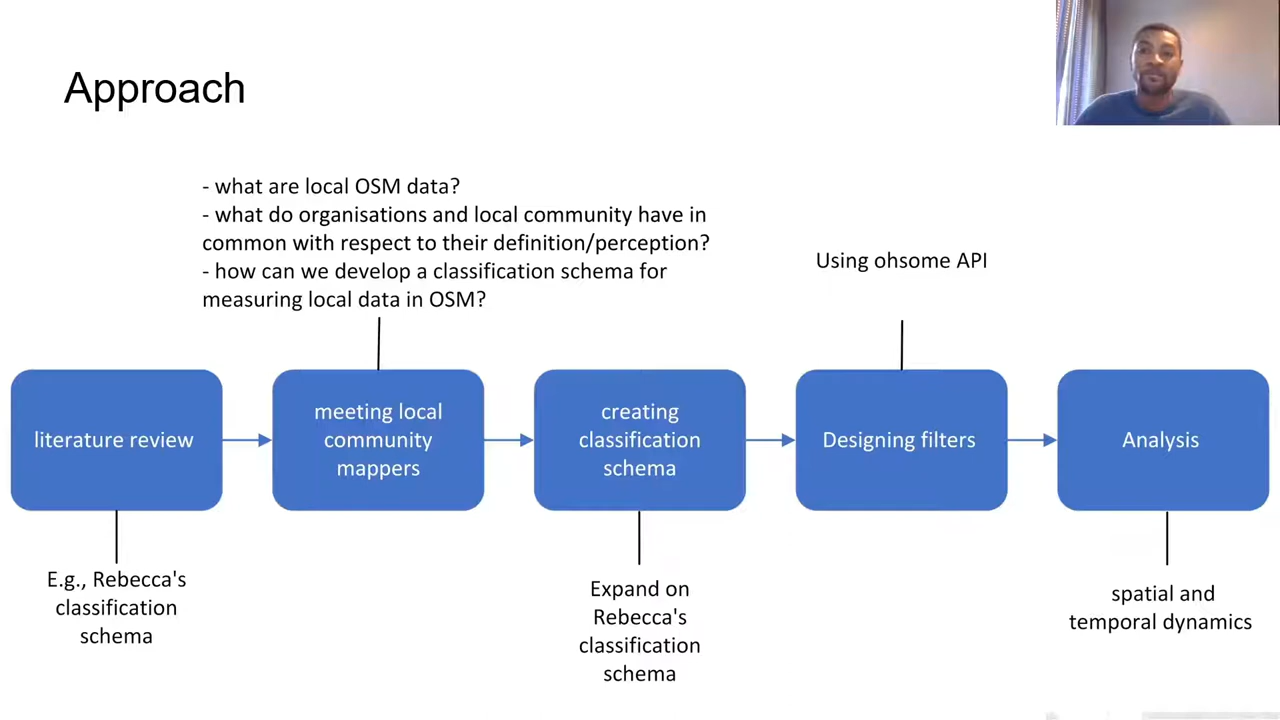 Approach
- what are local OSM data?
- what do organisations and local community have in
common with respect to their definition/perception?
- how can we develop a classification schema for
measuring local data in OSM?
Using ohsome API
literature review
meeting local
community
mappers
creating
classification
schema
Designing filters
Analysis
E.g., Rebecca's
classification
schema
Expand on
Rebecca's
classification
schema
spatial and
temporal dynamics